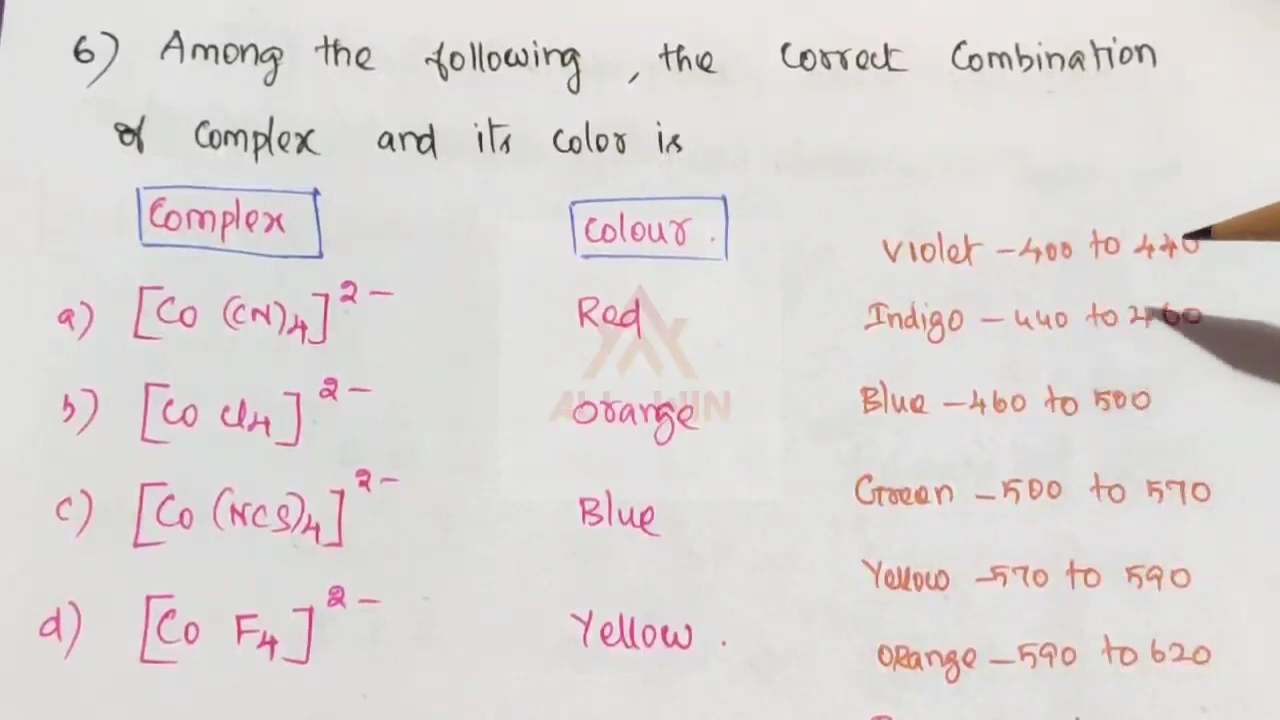 6) Among the following, the correct combination
of complex and its color is
Complex
Colour.
a) [Co (CN)4]2-
Red
b) [Co Cl4]2-
Orange
c) [Co (NCS)4]2-
Blue
d) [Co F4]2-
Yellow.
Violet - 400 to 440
Indigo - 440 to 460
Blue - 460 to 500
Green - 500 to 570
Yellow - 570 to 590
Orange - 590 to 620